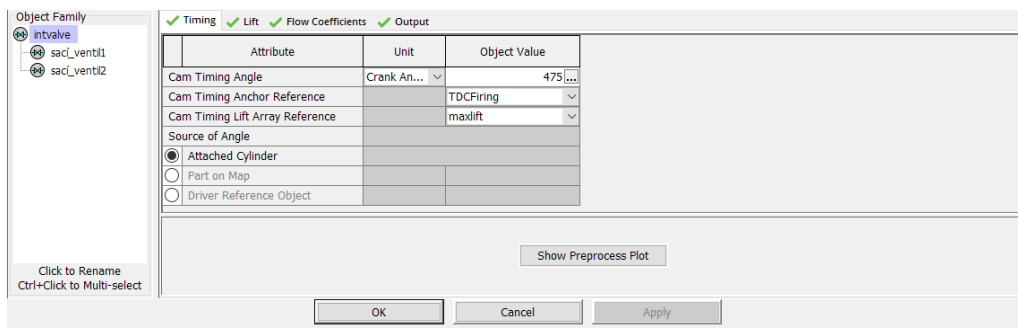 Object Family
intvalve
sací_ventil1
sací_ventil2
Click to Rename
Ctrl+Click to Multi-select
Timing Lift Flow Coefficients Output
Attribute Unit Object Value
Cam Timing Angle Crank An... 475 ...
Cam Timing Anchor Reference TDCFiring
Cam Timing Lift Array Reference maxlift
Source of Angle
Attached Cylinder
Part on Map
Driver Reference Object
Show Preprocess Plot
OK Cancel Apply